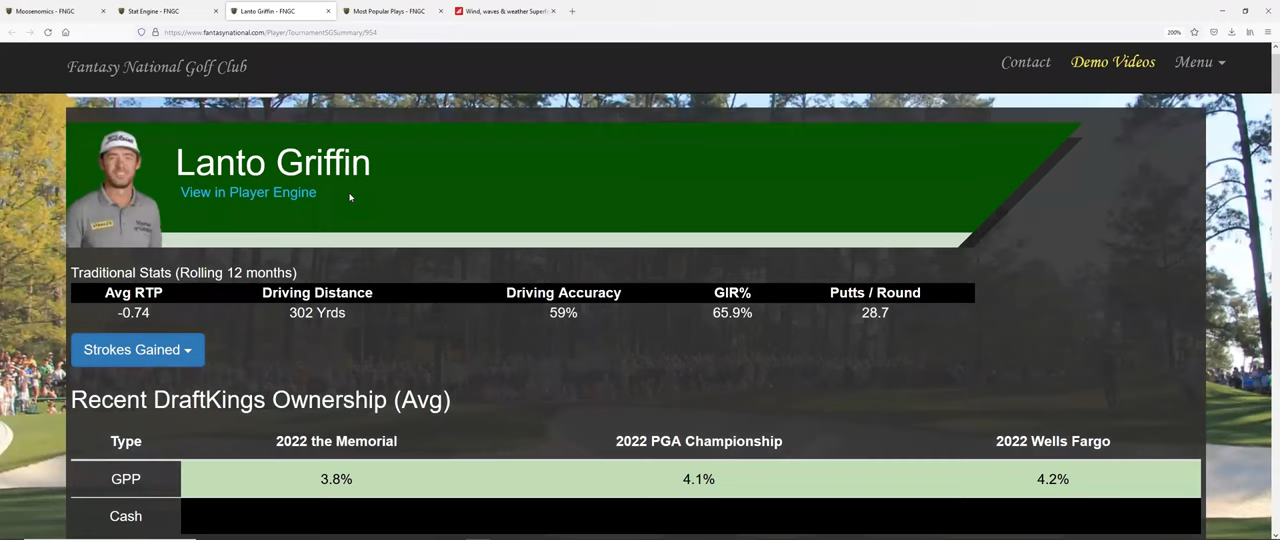 Moosenomics - FNGC
Stat Engine - FNGC
Lanto Griffin - FNGC
Most Popular Plays - FNGC
Wind, waves & weather Superf
https://www.fantasynational.com/Player/TournamentSGSummary/954
200%
Fantasy National Golf Club
Contact
Demo Videos
Menu
Lanto Griffin
View in Player Engine
Traditional Stats (Rolling 12 months)
Avg RTP Driving Distance Driving Accuracy GIR% Putts / Round
-0.74 302 Yrds 59% 65.9% 28.7
Strokes Gained
Recent DraftKings Ownership (Avg)
Type 2022 the Memorial 2022 PGA Championship 2022 Wells Fargo
GPP 3.8% 4.1% 4.2%
Cash